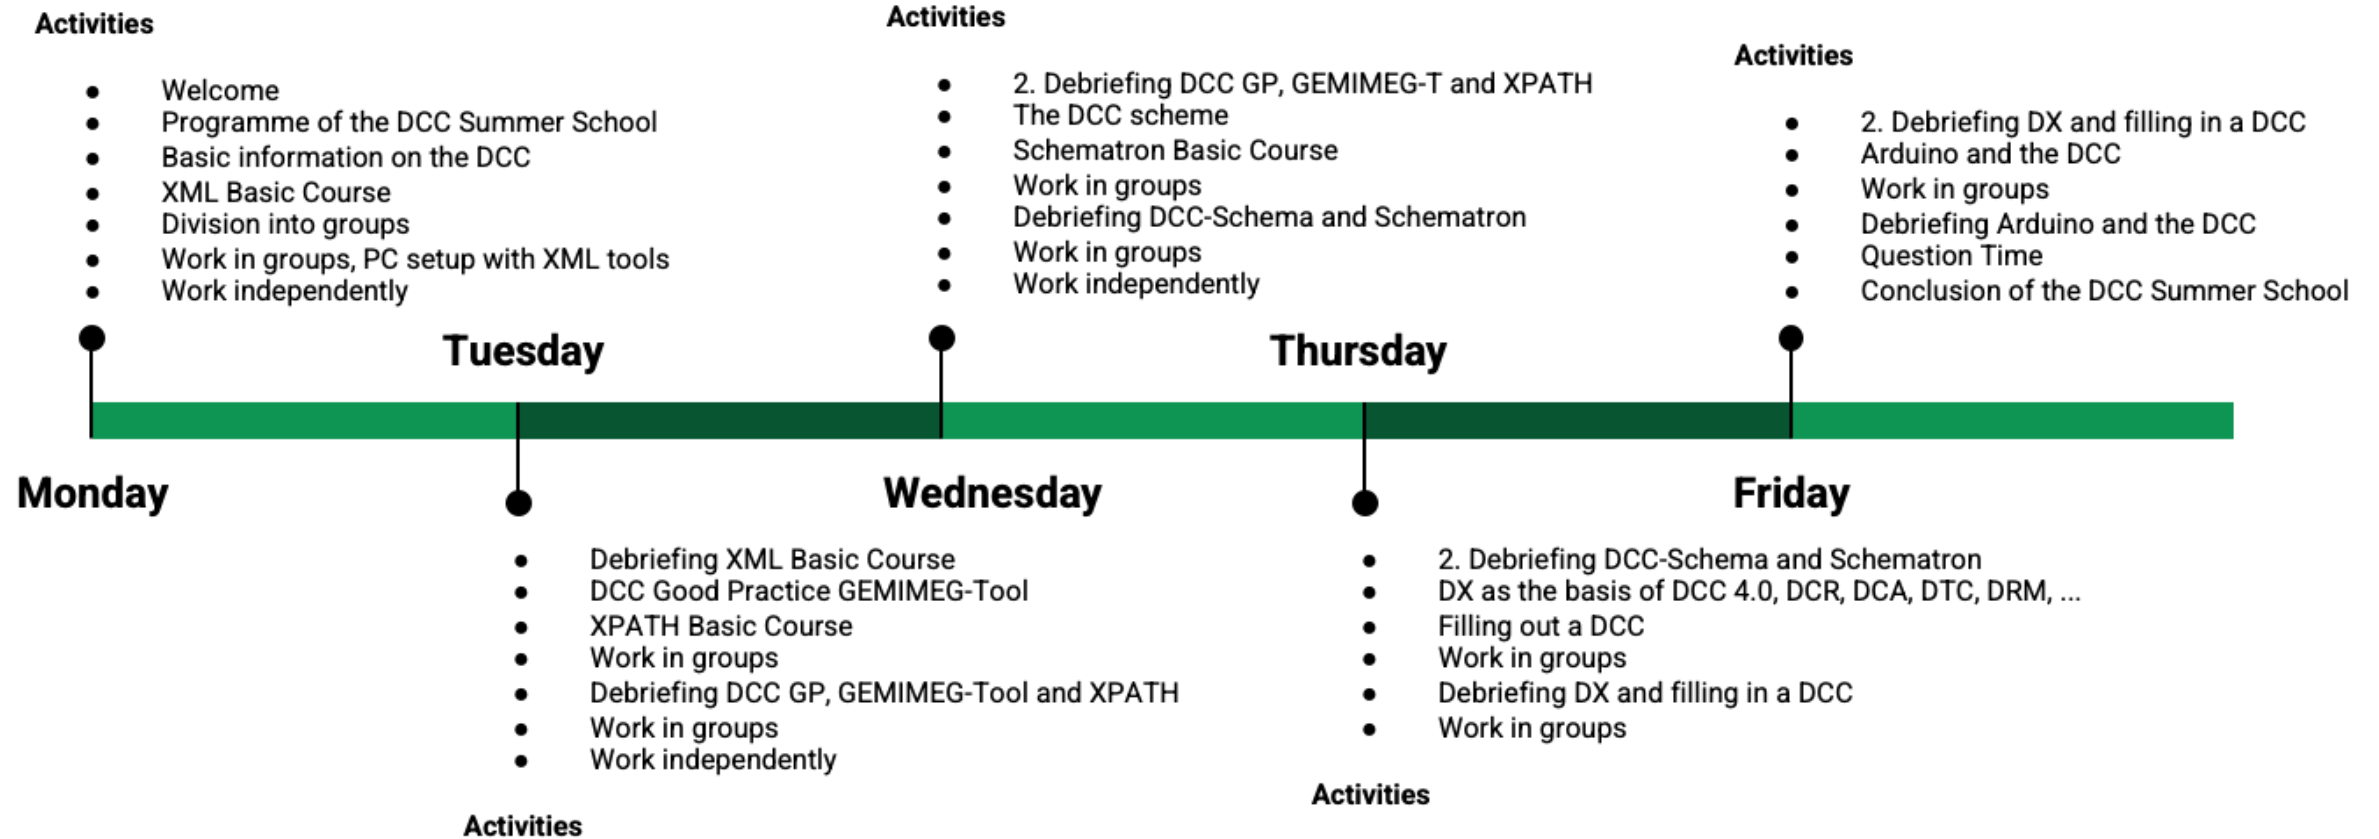 Activities
• Welcome
• Programme of the DCC Summer School
• Basic information on the DCC
• XML Basic Course
• Division into groups
• Work in groups, PC setup with XML tools
• Work independently
Monday
Tuesday
• Debriefing XML Basic Course
• DCC Good Practice GEMIMEG-Tool
• XPATH Basic Course
• Work in groups
• Debriefing DCC GP, GEMIMEG-Tool and XPATH
• Work in groups
• Work independently
Activities
Activities
• 2. Debriefing DCC GP, GEMIMEG-T and XPATH
• The DCC scheme
• Schematron Basic Course
• Work in groups
• Debriefing DCC-Schema and Schematron
• Work in groups
• Work independently
Wednesday
Thursday
• 2. Debriefing DCC-Schema and Schematron
• DX as the basis of DCC 4.0, DCR, DCA, DTC, DRM, ...
• Filling out a DCC
• Work in groups
• Debriefing DX and filling in a DCC
• Work in groups
Activities
Activities
• 2. Debriefing DX and filling in a DCC
• Arduino and the DCC
• Work in groups
• Debriefing Arduino and the DCC
• Question Time
• Conclusion of the DCC Summer School
Friday